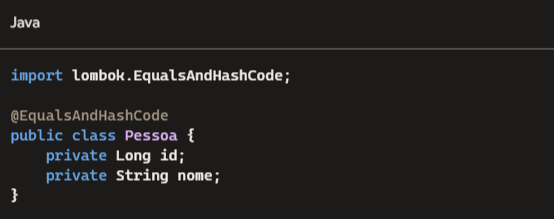 Java
import lombok.EqualsAndHashCode;
@EqualsAndHashCode
public class Pessoa {
    private Long id;
    private String nome;
}